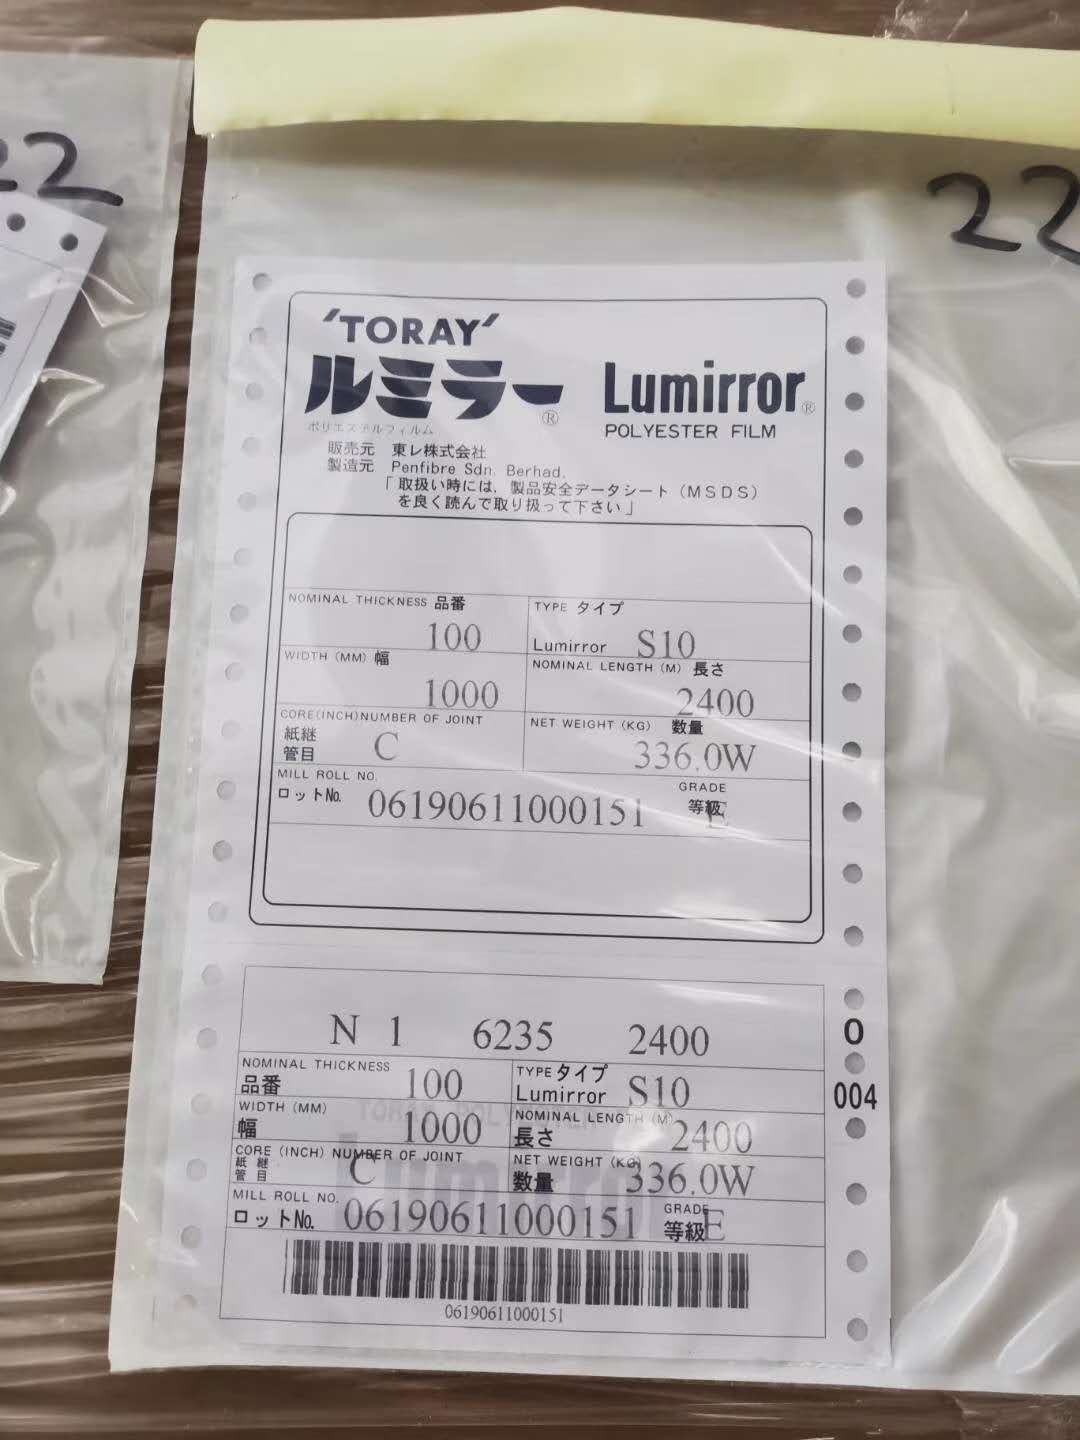 22
22
'TORAY'
ルミラー® Lumirror®
ポリエステルフィルム POLYESTER FILM
販売元 東レ株式会社
製造元 Penfibre Sdn. Berhad.
「取扱い時には、製品安全データシート(MSDS)
を良く読んで取り扱って下さい」
NOMINAL THICKNESS 品番 TYPE タイプ
100 Lumirror S10
WIDTH (MM) 幅 NOMINAL LENGTH (M) 長さ
1000 2400
CORE(INCH)NUMBER OF JOINT NET WEIGHT (KG) 数量
紙継
管目 C 336.0W
MILL ROLL NO. GRADE
ロットNo. 06190611000151 等級 E
N 1 6235 2400
NOMINAL THICKNESS TYPE タイプ
品番 100 Lumirror S10
WIDTH (MM) NOMINAL LENGTH (M)
幅 1000 長さ 2400
CORE (INCH) NUMBER OF JOINT NET WEIGHT (KG)
紙継
管目 C 数量 336.0W
MILL ROLL NO. GRADE
ロットNo. 06190611000151 等級 E
06190611000151
O
004